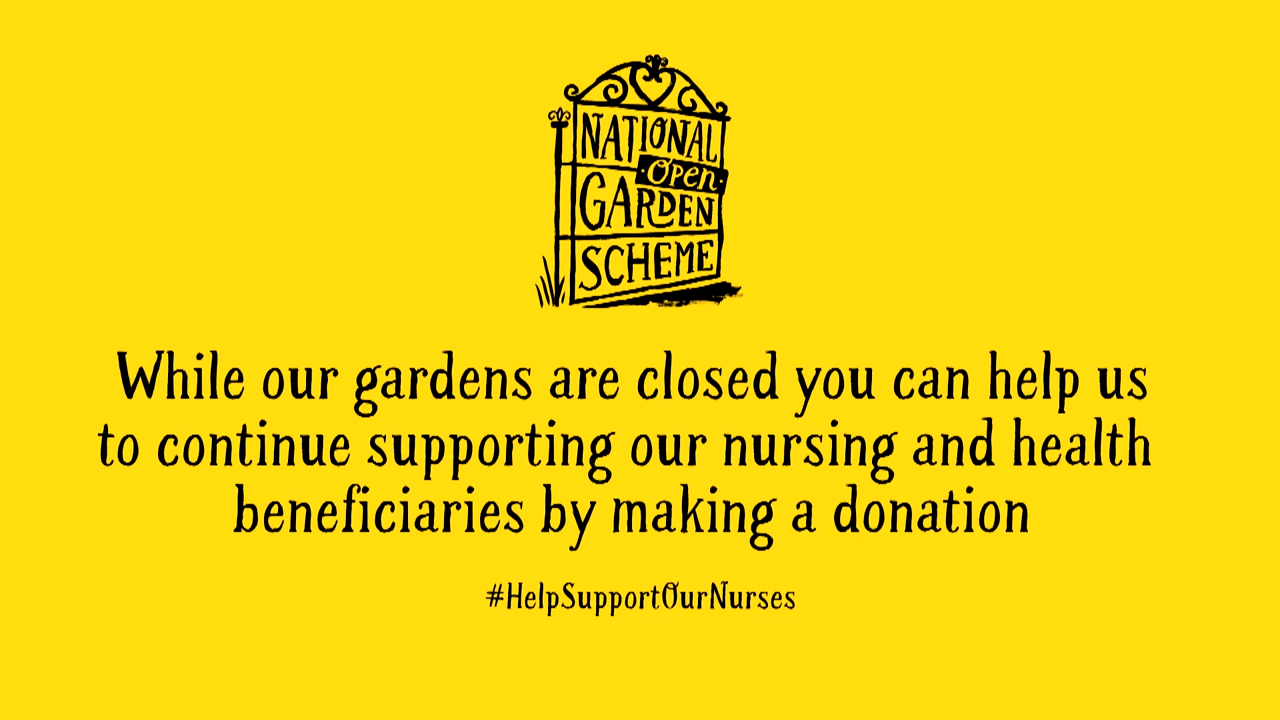 NATIONAL
Open
GARDEN
SCHEME
While our gardens are closed you can help us
to continue supporting our nursing and health
beneficiaries by making a donation
#HelpSupportOurNurses